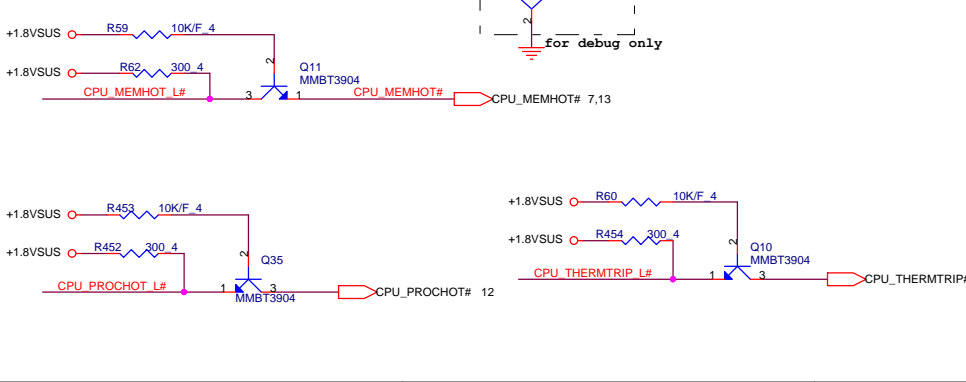 2
for debug only
+1.8VSUS R59 10K/F_4
2
Q11
MMBT3904
+1.8VSUS R62 300_4
CPU_MEMHOT_L# 3 1 CPU_MEMHOT# CPU_MEMHOT# 7,13
+1.8VSUS R453 10K/F_4
2
Q35
+1.8VSUS R452 300_4
CPU_PROCHOT_L# 1 3 CPU_PROCHOT# 12
MMBT3904
+1.8VSUS R60 10K/F_4
2
Q10
MMBT3904
+1.8VSUS R454 300_4
CPU_THERMTRIP_L# 1 3 CPU_THERMTRIP#